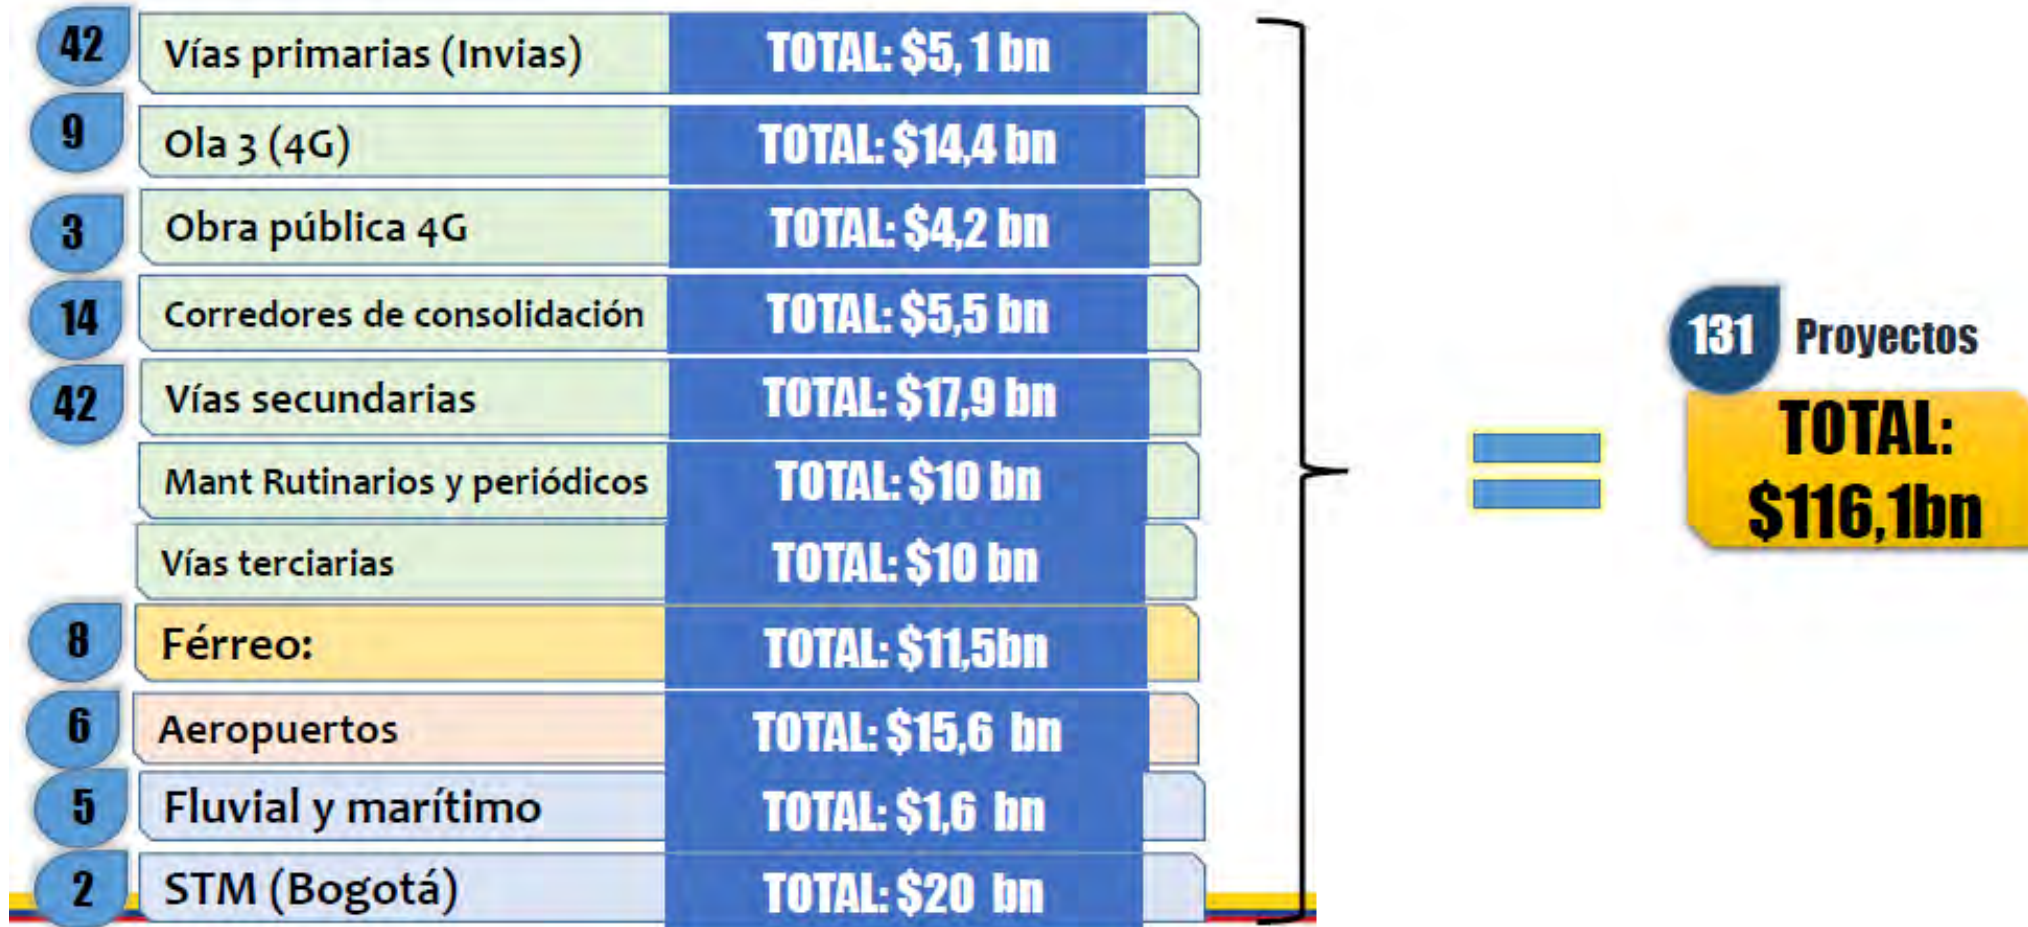 42 Vías primarias (Invias) TOTAL: $5, 1 bn
9 Ola 3 (4G) TOTAL: $14,4 bn
3 Obra pública 4G TOTAL: $4,2 bn
14 Corredores de consolidación TOTAL: $5,5 bn
42 Vías secundarias TOTAL: $17,9 bn
Mant Rutinarios y periódicos TOTAL: $10 bn
Vías terciarias TOTAL: $10 bn
8 Férreo: TOTAL: $11,5bn
6 Aeropuertos TOTAL: $15,6 bn
5 Fluvial y marítimo TOTAL: $1,6 bn
2 STM (Bogotá) TOTAL: $20 bn
131 Proyectos
TOTAL:
$116,1bn